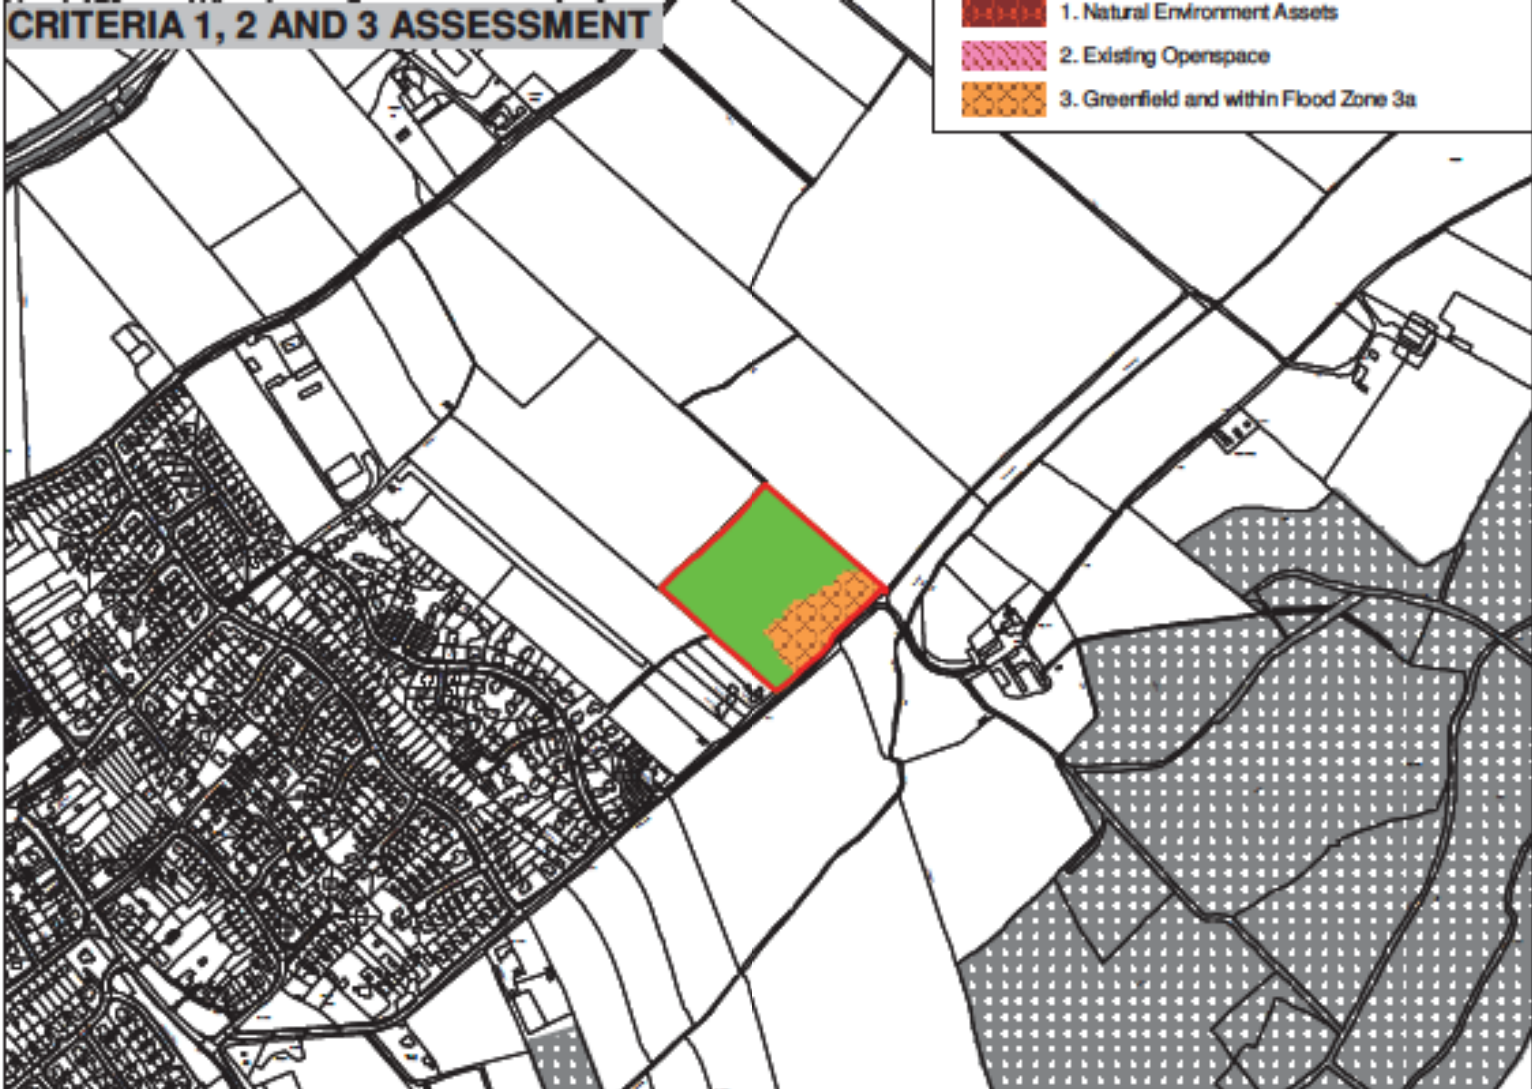 CRITERIA 1, 2 AND 3 ASSESSMENT
1. Natural Environment Assets
2. Existing Openspace
3. Greenfield and within Flood Zone 3a